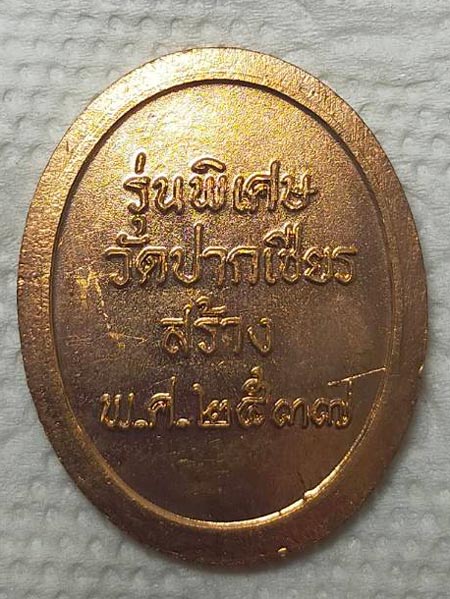 รุ่นพิเศษ
วัดปากเชียร
สร้าง
พ.ศ.๒๕๓๗